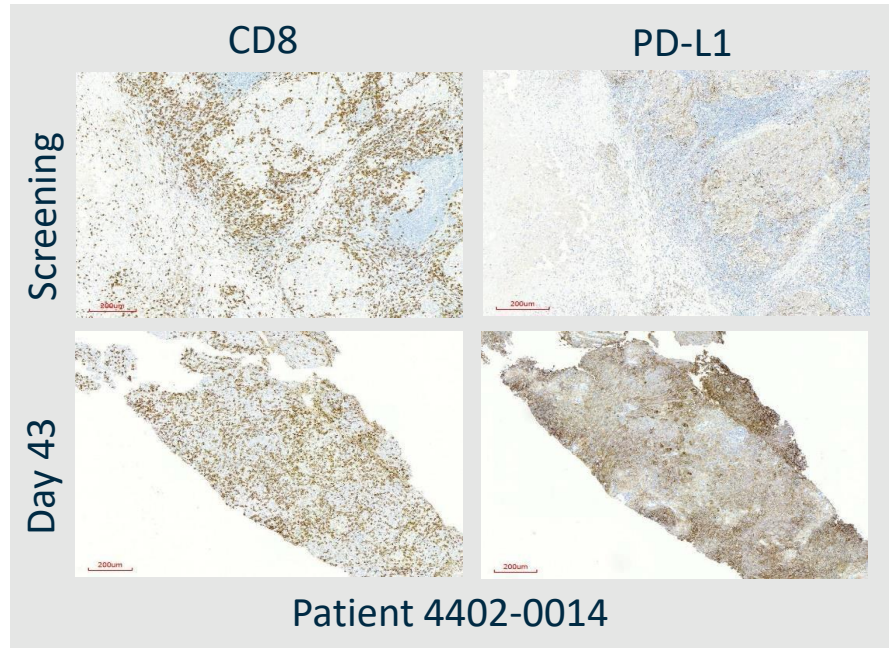 CD8
PD-L1
Screening
200um
200um
Day 43
200um
200um
Patient 4402-0014